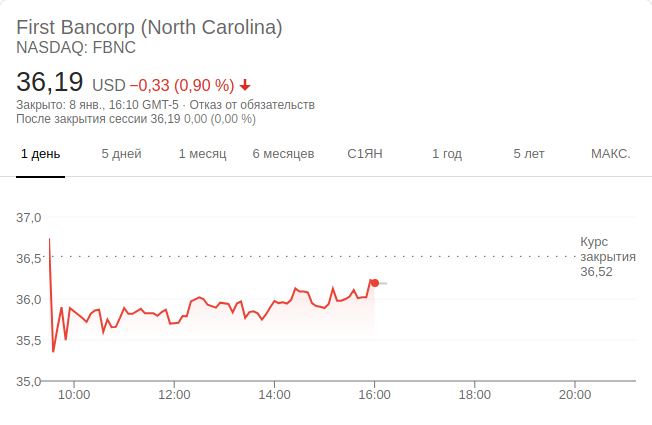 First Bancorp (North Carolina)
NASDAQ: FBNC
36,19 USD −0,33 (0,90 %)
Закрыто: 8 янв., 16:10 GMT-5 · Отказ от обязательств
После закрытия сессии 36,19 0,00 (0,00 %)
1 день 5 дней 1 месяц 6 месяцев С1ЯН 1 год 5 лет МАКС.
37,0
36,5
36,0
35,5
35,0
Курс
закрытия
36,52
10:00 12:00 14:00 16:00 18:00 20:00